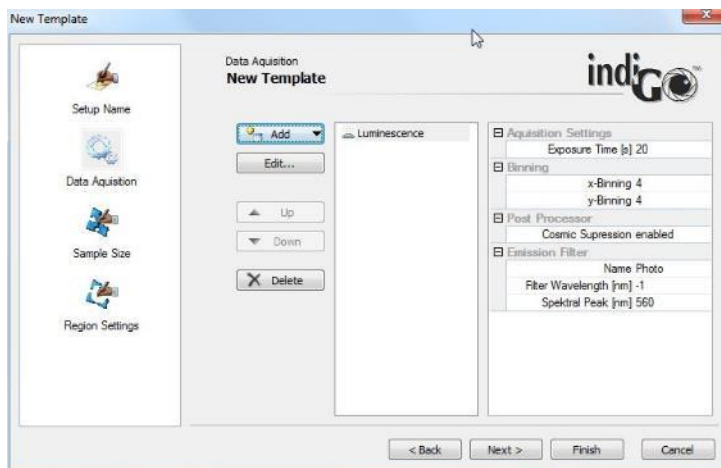 New Template
Data Aquisition
New Template
indiGo™
Setup Name
Data Aquistion
Sample Size
Region Settings
Add
Edit...
Up
Down
Delete
Luminescence
Aquisition Settings
Exposure Time [s] 20
Binning
x-Binning 4
y-Binning 4
Post Processor
Cosmic Supression enabled
Emission Filter
Name Photo
Filter Wavelength [nm] -1
Spektral Peak [nm] 560
< Back
Next >
Finish
Cancel